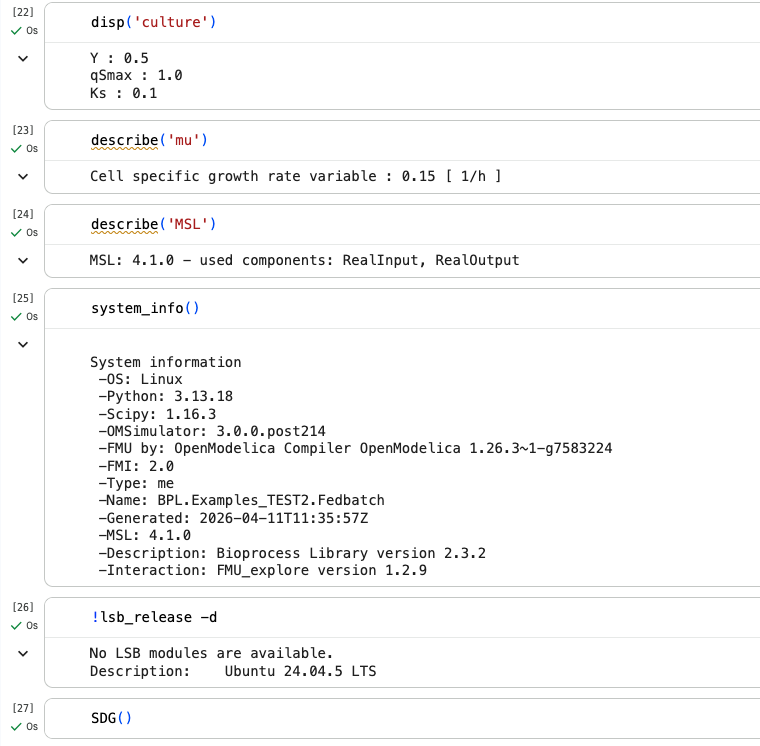 [22]
0s
disp('culture')
Y : 0.5
qSmax : 1.0
Ks : 0.1
[23]
0s
describe('mu')
Cell specific growth rate variable : 0.15 [ 1/h ]
[24]
0s
describe('MSL')
MSL: 4.1.0 – used components: RealInput, RealOutput
[25]
0s
system_info()
System information
-OS: Linux
-Python: 3.13.18
-Scipy: 1.16.3
-OMSimulator: 3.0.0.post214
-FMU by: OpenModelica Compiler OpenModelica 1.26.3~1-g7583224
-FMI: 2.0
-Type: me
-Name: BPL.Examples_TEST2.Fedbatch
-Generated: 2026-04-11T11:35:57Z
-MSL: 4.1.0
-Description: Bioprocess Library version 2.3.2
-Interaction: FMU_explore version 1.2.9
[26]
0s
!lsb_release -d
No LSB modules are available.
Description:    Ubuntu 24.04.5 LTS
[27]
0s
SDG()